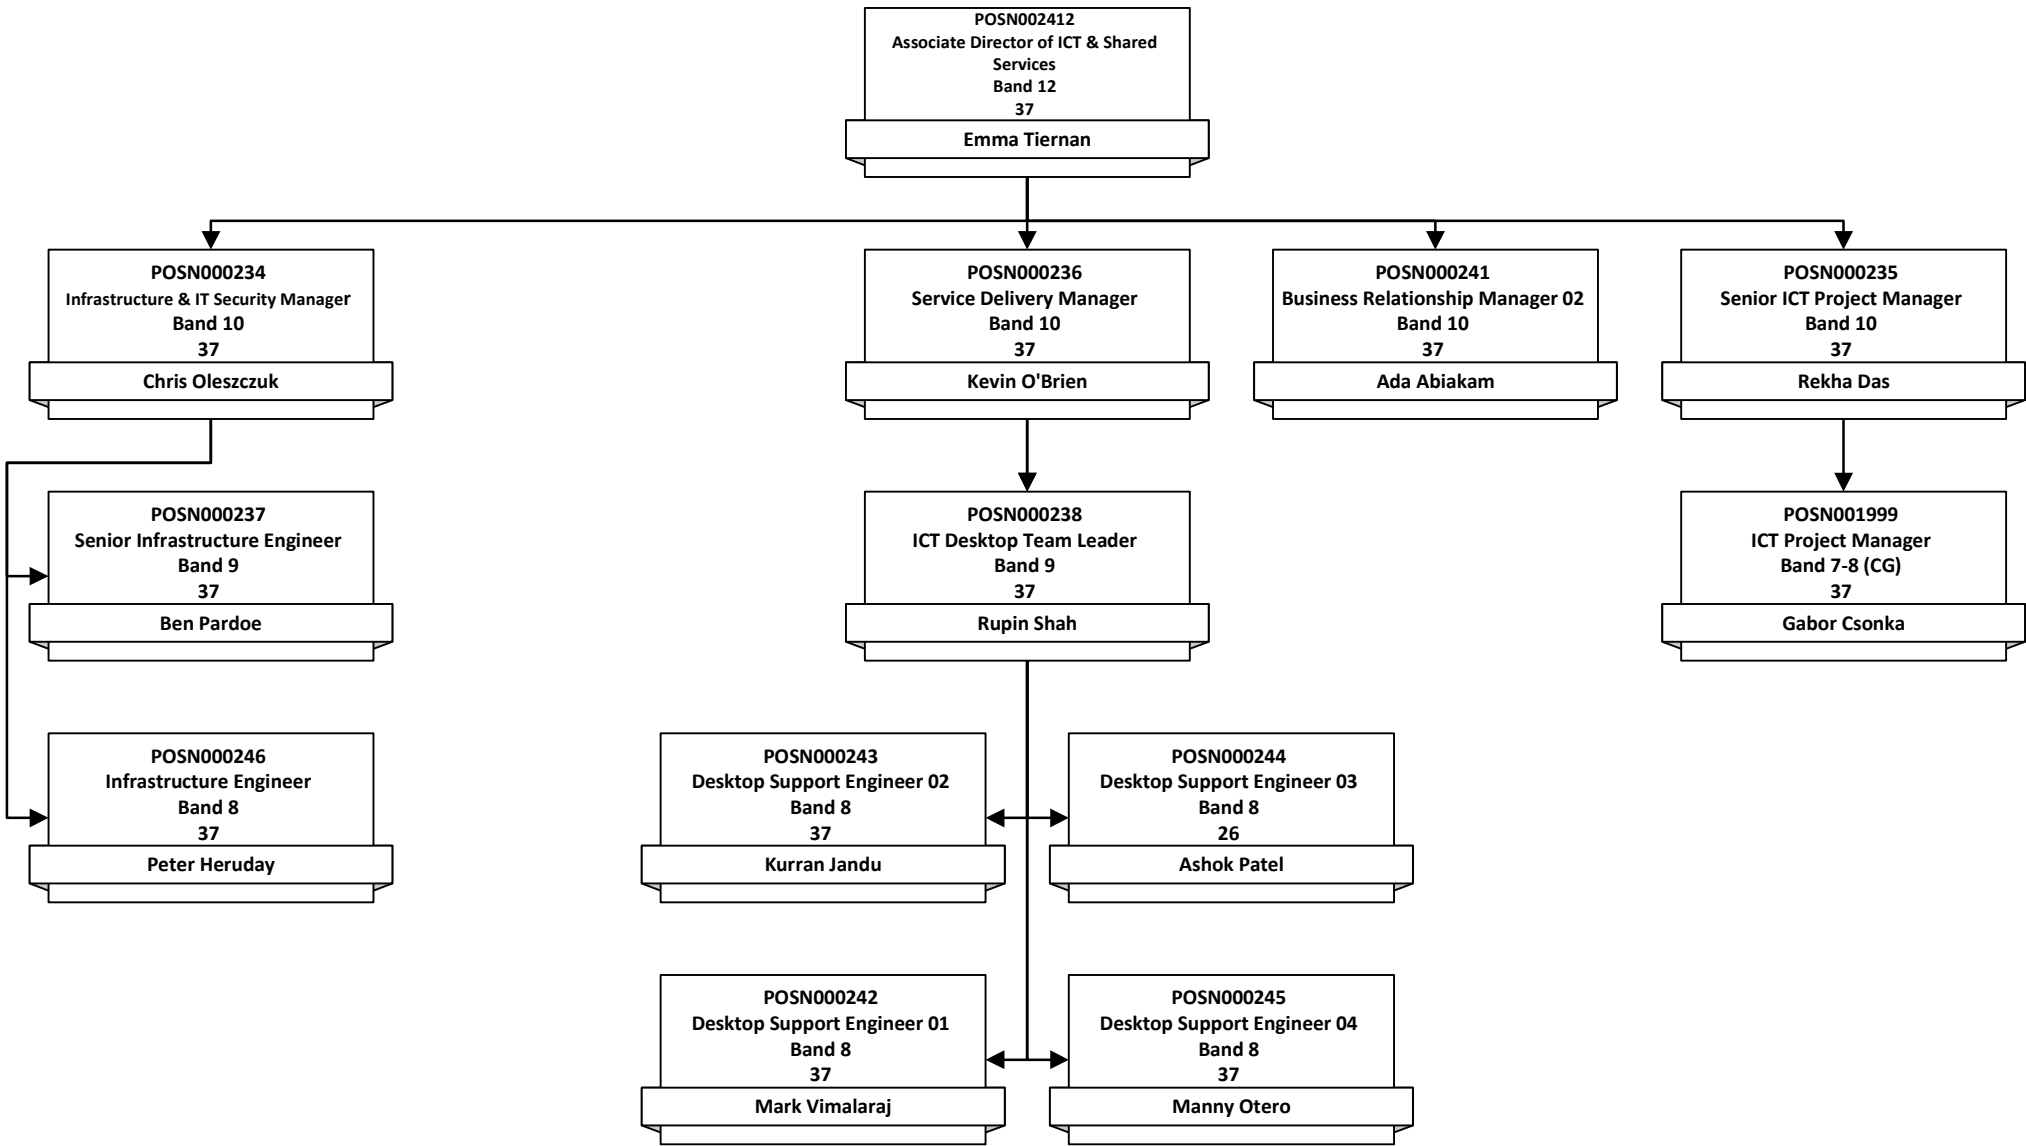 POSN002412
Associate Director of ICT & Shared
Services
Band 12
37
Emma Tiernan
POSN000234
Infrastructure & IT Security Manager
Band 10
37
Chris Oleszczuk
POSN000236
Service Delivery Manager
Band 10
37
Kevin O'Brien
POSN000241
Business Relationship Manager 02
Band 10
37
Ada Abiakam
POSN000235
Senior ICT Project Manager
Band 10
37
Rekha Das
POSN000237
Senior Infrastructure Engineer
Band 9
37
Ben Pardoe
POSN000238
ICT Desktop Team Leader
Band 9
37
Rupin Shah
POSN001999
ICT Project Manager
Band 7-8 (CG)
37
Gabor Csonka
POSN000246
Infrastructure Engineer
Band 8
37
Peter Heruday
POSN000243
Desktop Support Engineer 02
Band 8
37
Kurran Jandu
POSN000244
Desktop Support Engineer 03
Band 8
26
Ashok Patel
POSN000242
Desktop Support Engineer 01
Band 8
37
Mark Vimalaraj
POSN000245
Desktop Support Engineer 04
Band 8
37
Manny Otero